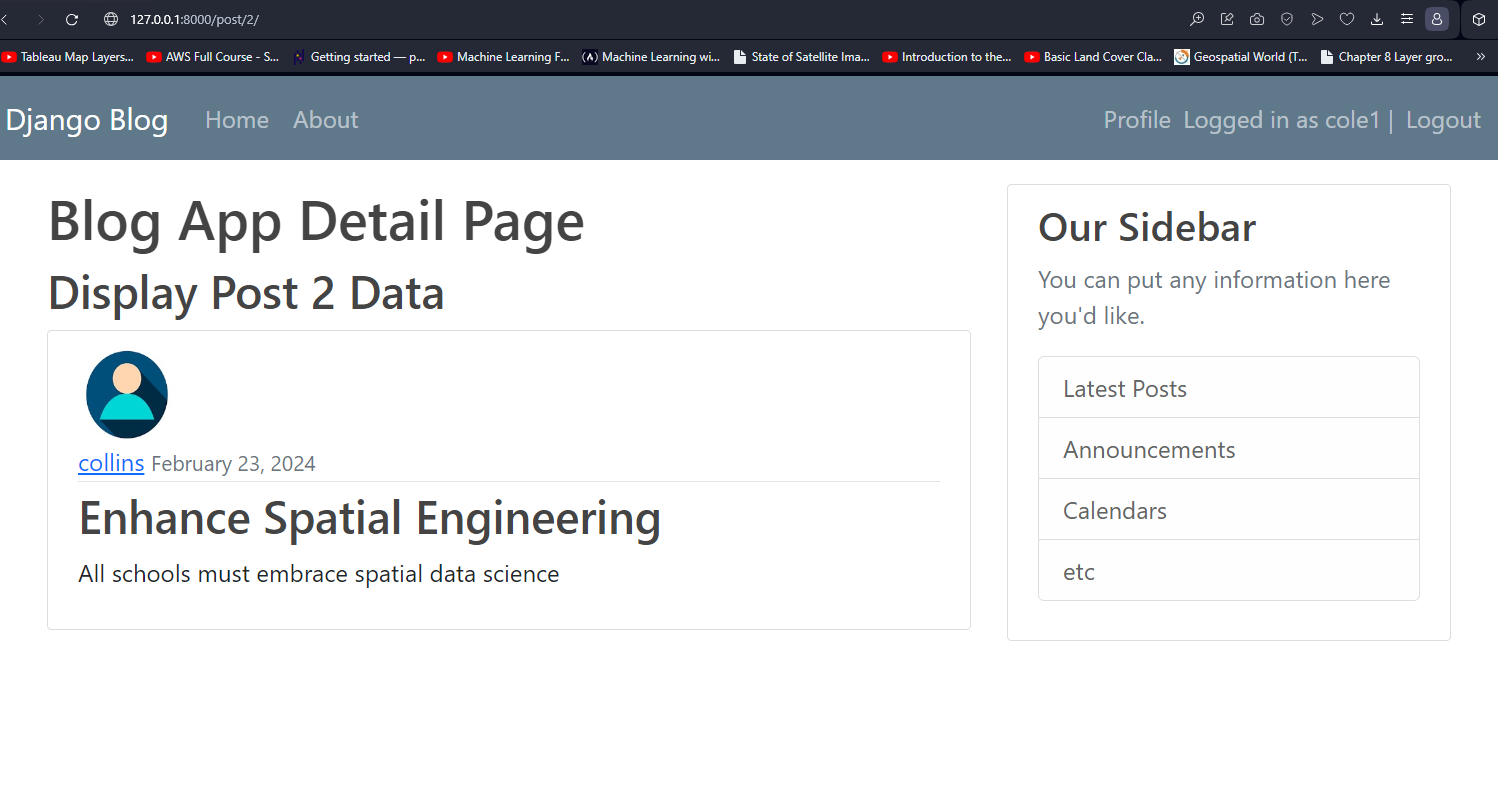 127.0.0.1:8000/post/2/
Tableau Map Layers... AWS Full Course - S... Getting started — p... Machine Learning F... Machine Learning wi... State of Satellite Ima... Introduction to the... Basic Land Cover Cla... Geospatial World (T... Chapter 8 Layer gro... »
Django Blog Home About Profile Logged in as cole1 | Logout
Blog App Detail Page
Display Post 2 Data
collins February 23, 2024
Enhance Spatial Engineering
All schools must embrace spatial data science
Our Sidebar
You can put any information here
you'd like.
Latest Posts
Announcements
Calendars
etc